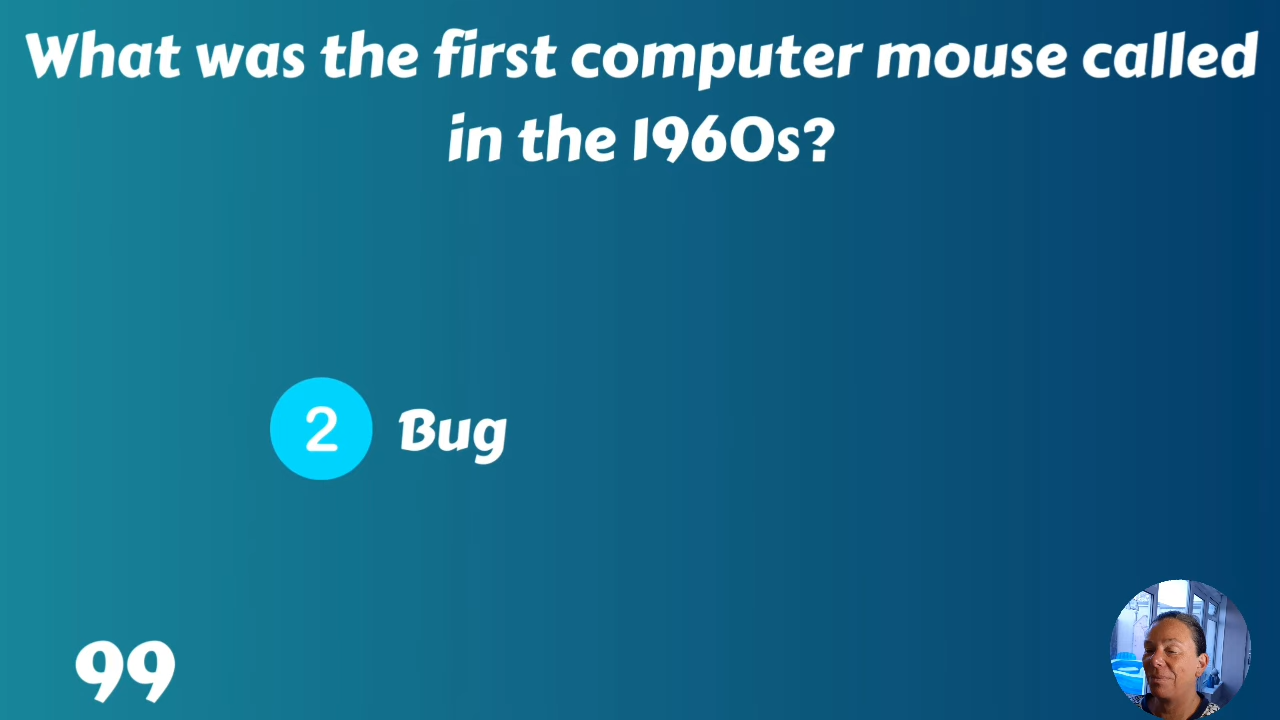 What was the first computer mouse called
in the 1960s?
2 Bug
99